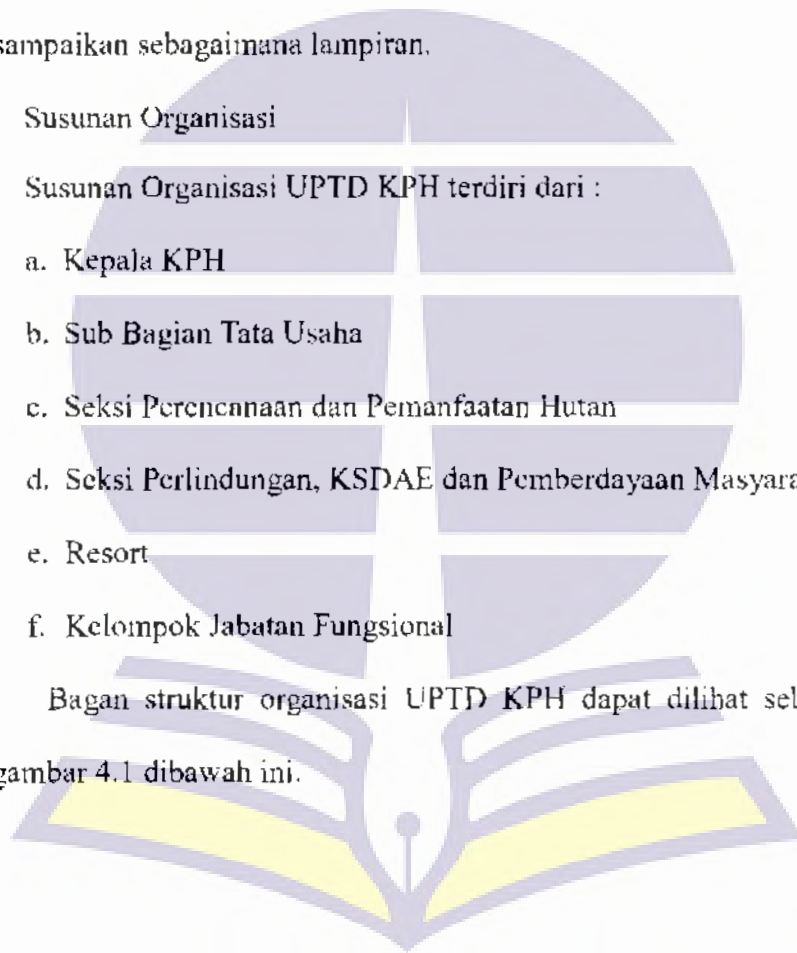 sampaikan sebagaimana lampiran.
Susunan Organisasi
Susunan Organisasi UPTD KPH terdiri dari :
a. Kepala KPH
b. Sub Bagian Tata Usaha
c. Seksi Perencanaan dan Pemanfaatan Hutan
d. Seksi Perlindungan, KSDAE dan Pemberdayaan Masyara
e. Resort
f. Kelompok Jabatan Fungsional
Bagan struktur organisasi UPTD KPH dapat dilihat sel
gambar 4.1 dibawah ini.